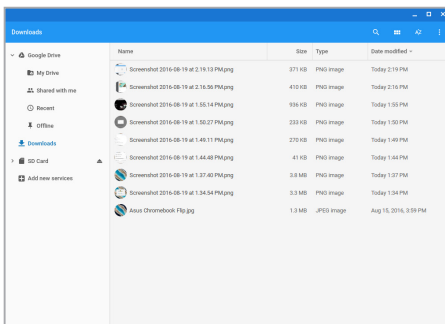 Downloads
Google Drive
My Drive
Shared with me
Recent
Offline
Downloads
SD Card
Add new services
Name Size Type Date modified
Screenshot 2016-08-19 at 2.19.13 PM.png 371 KB PNG image Today 2:19 PM
Screenshot 2016-08-19 at 2.16.56 PM.png 410 KB PNG image Today 2:16 PM
Screenshot 2016-08-19 at 1.55.14 PM.png 936 KB PNG image Today 1:55 PM
Screenshot 2016-08-19 at 1.50.27 PM.png 233 KB PNG image Today 1:50 PM
Screenshot 2016-08-19 at 1.49.11 PM.png 270 KB PNG image Today 1:49 PM
Screenshot 2016-08-19 at 1.44.48 PM.png 41 KB PNG image Today 1:44 PM
Screenshot 2016-08-19 at 1.37.40 PM.png 3.8 MB PNG image Today 1:37 PM
Screenshot 2016-08-19 at 1.34.54 PM.png 3.3 MB PNG image Today 1:34 PM
Asus Chromebook Flip.jpg 1.3 MB JPEG image Aug 15, 2016, 3:59 PM